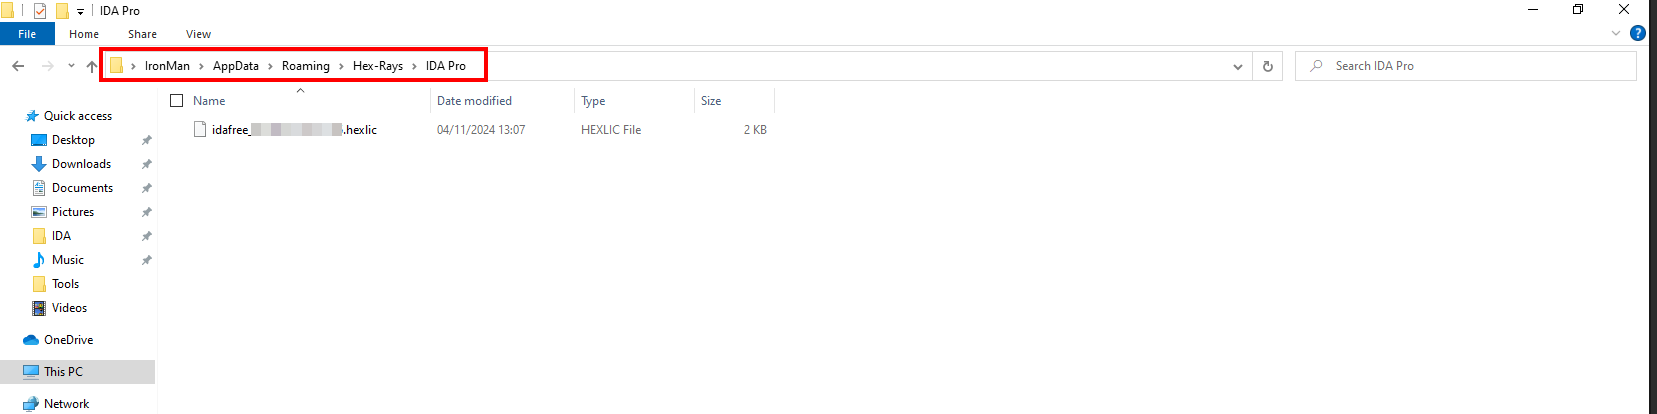 IDA Pro
File Home Share View
IronMan AppData Roaming Hex-Rays IDA Pro
Search IDA Pro
Name Date modified Type Size
idafree_ .hexlic 04/11/2024 13:07 HEXLIC File 2 KB
Quick access
Desktop
Downloads
Documents
Pictures
IDA
Music
Tools
Videos
OneDrive
This PC
Network